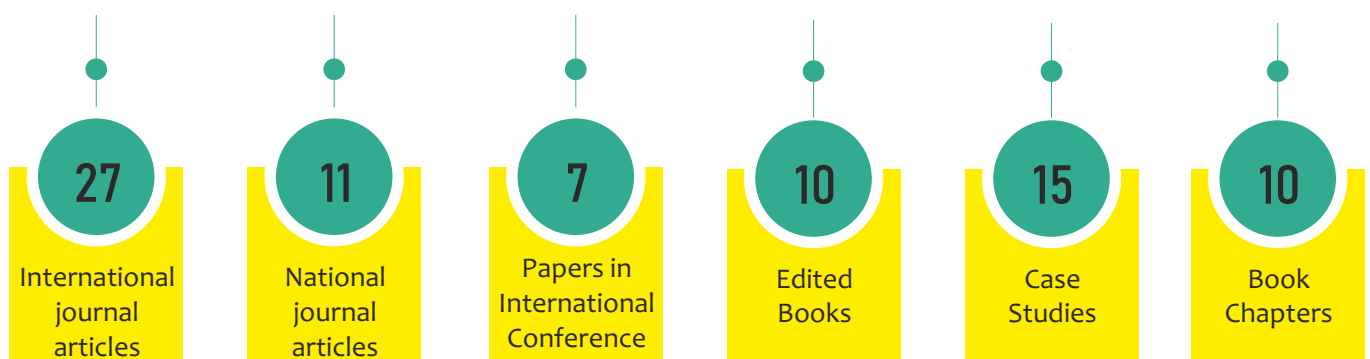 27
International
journal
articles
11
National
journal
articles
7
Papers in
International
Conference
10
Edited
Books
15
Case
Studies
10
Book
Chapters